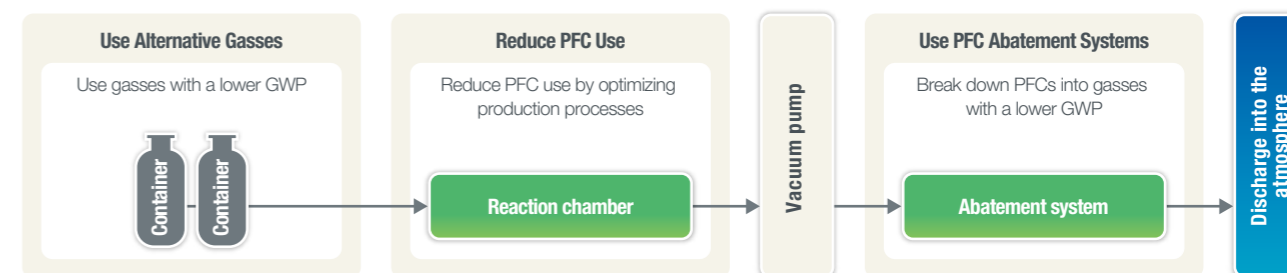 Use Alternative Gasses
Use gasses with a lower GWP
Container
Container
Reduce PFC Use
Reduce PFC use by optimizing
production processes
Reaction chamber
Vacuum pump
Use PFC Abatement Systems
Break down PFCs into gasses
with a lower GWP
Abatement system
Discharge into the
atmosphere